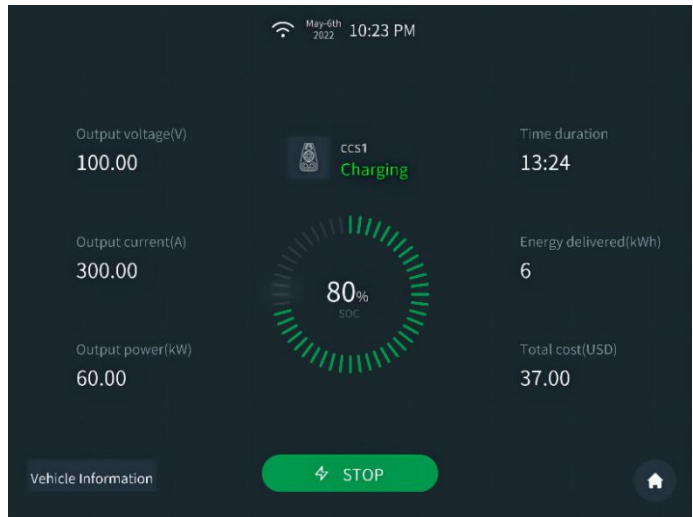 May-6th
2022 10:23 PM
Output voltage(V)
100.00
ccs1
Charging
Time duration
13:24
Output current(A)
300.00
80%
SOC
Energy delivered(kWh)
6
Output power(kW)
60.00
Total cost(USD)
37.00
Vehicle Information
STOP